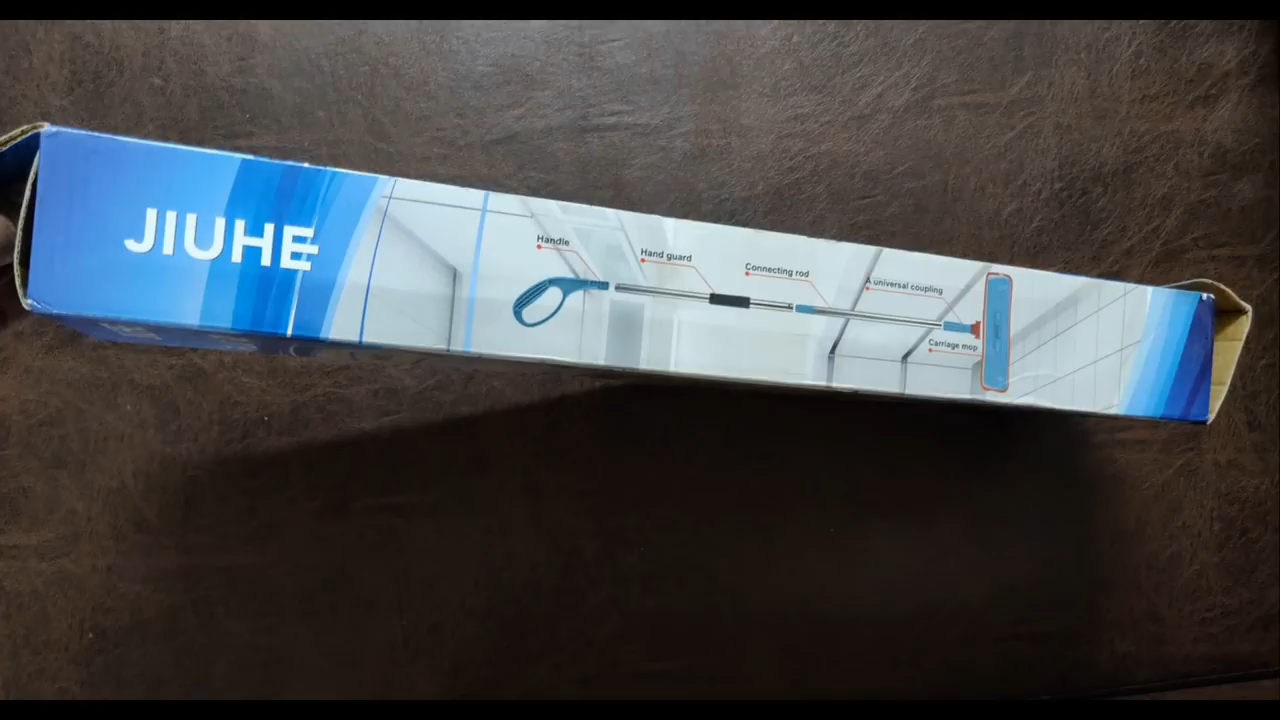 JIUHE
Handle
Hand guard
Connecting rod
A universal coupling
Carriage mop